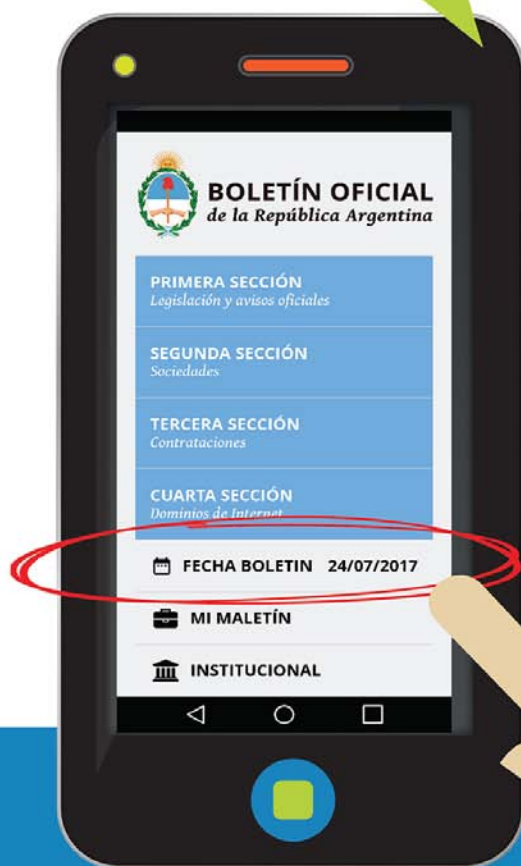 BOLETÍN OFICIAL
de la República Argentina
PRIMERA SECCIÓN
Legislación y avisos oficiales
SEGUNDA SECCIÓN
Sociedades
TERCERA SECCIÓN
Contrataciones
CUARTA SECCIÓN
Dominios de Internet
FECHA BOLETIN 24/07/2017
MI MALETÍN
INSTITUCIONAL